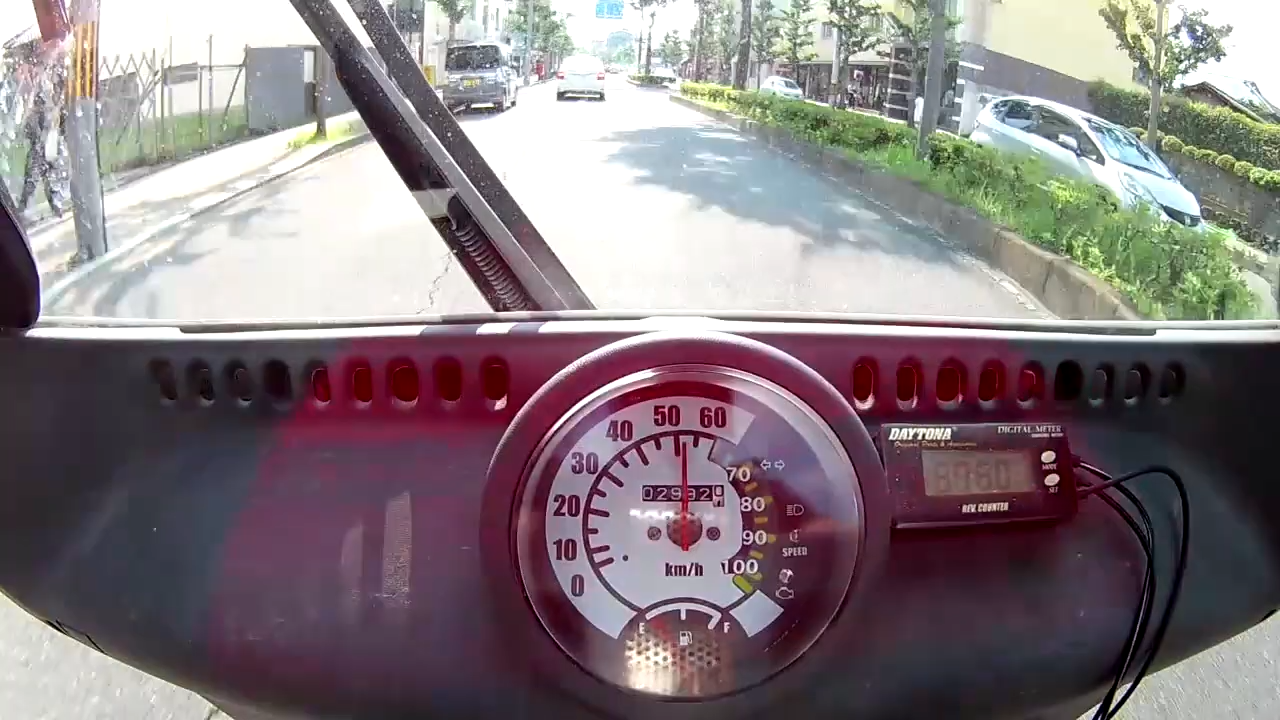 50 60
40
30
20
10
0
70
80
90
100
02992
km/h
SPEED
E
F
DAYTONA
DIGITAL METER
MODE
SET
REV. COUNTER